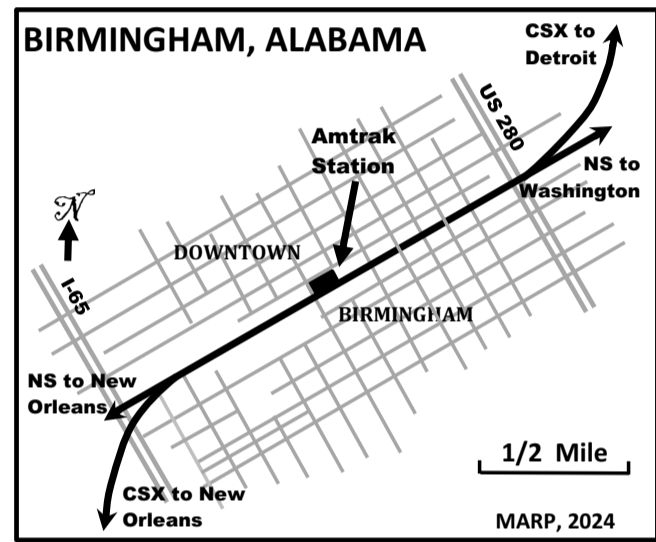 BIRMINGHAM, ALABAMA
CSX to
Detroit
US 280
Amtrak
Station
NS to
Washington
N
DOWNTOWN
I-65
BIRMINGHAM
NS to New
Orleans
1/2 Mile
CSX to New
Orleans
MARP, 2024